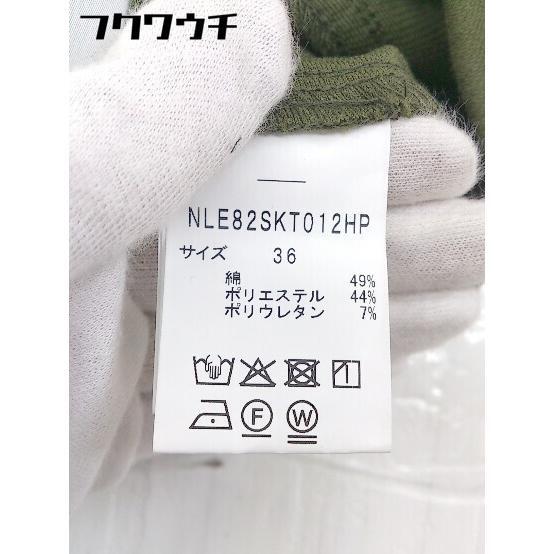 フクワウチ
NLE82SKT012HP
サイズ 36
綿 49%
ポリエステル 44%
ポリウレタン 7%
F W